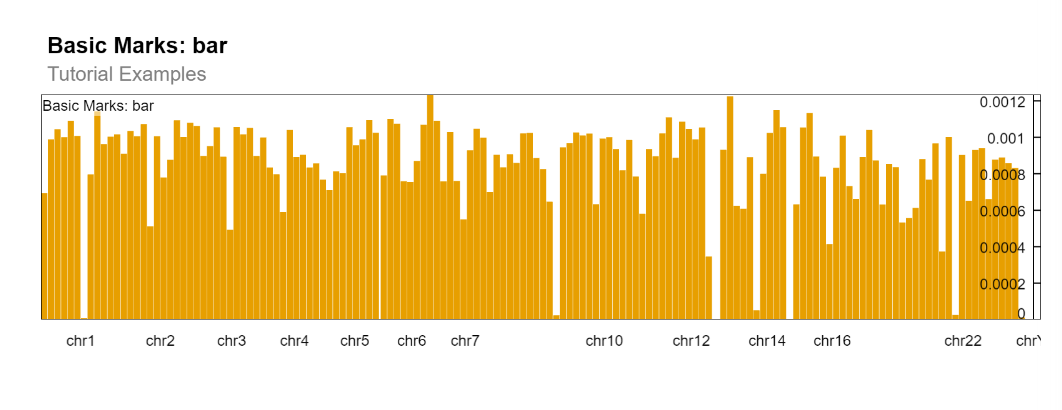 Basic Marks: bar
Tutorial Examples
Basic Marks: bar
0.0012
0.001
0.0008
0.0006
0.0004
0.0002
0
chr1 chr2 chr3 chr4 chr5 chr6 chr7 chr10 chr12 chr14 chr16 chr22 chrY